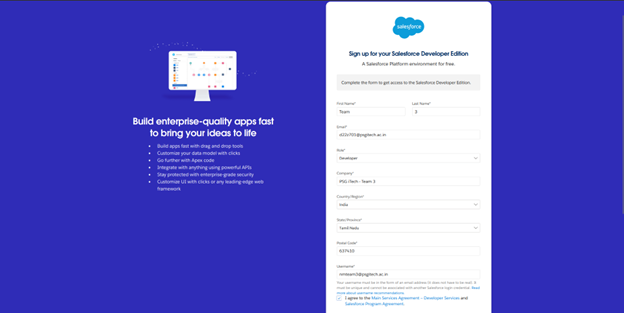 salesforce
Sign up for your Salesforce Developer Edition
A Salesforce Platform environment for free.
Complete the form to get access to the Salesforce Developer Edition.
First Name*
Last Name*
Team
3
Email*
@psgitech.ac.in
Role*
Developer
Company*
PSG iTech - Team 3
Country/Region*
India
State/Province*
Tamil Nadu
Postal Code*
637410
Username*
nmteam3@psgitech.ac.in
Your username must be in the form of an email address (it does not have to be real). It
must be unique and cannot be associated with another Salesforce login credential. Read
more about username recommendations.
I agree to the Main Services Agreement – Developer Services and
Salesforce Program Agreement.
Build enterprise-quality apps fast
to bring your ideas to life
• Build apps fast with drag and drop tools
• Customize your data model with clicks
• Go further with Apex code
• Integrate with anything using powerful APIs
• Stay protected with enterprise-grade security
• Customize UI with clicks or any leading-edge web
framework